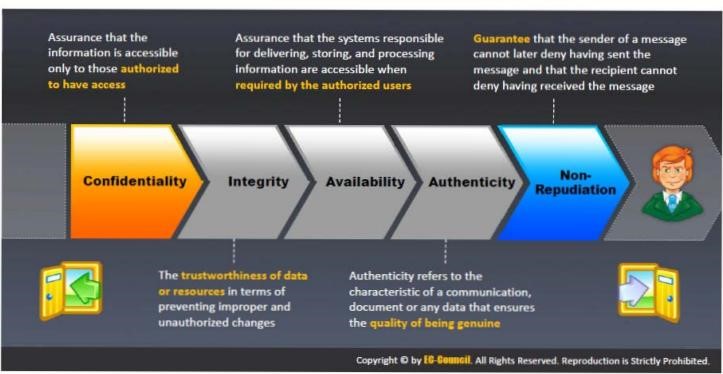 Assurance that the
information is accessible
only to those authorized
to have access
Assurance that the systems responsible
for delivering, storing, and processing
information are accessible when
required by the authorized users
Guarantee that the sender of a message
cannot later deny having sent the
message and that the recipient cannot
deny having received the message
Confidentiality
Integrity
Availability
Authenticity
Non-
Repudiation
The trustworthiness of data
or resources in terms of
preventing improper and
unauthorized changes
Authenticity refers to the
characteristic of a communication,
document or any data that ensures
the quality of being genuine
Copyright © by EC-Council. All Rights Reserved. Reproduction is Strictly Prohibited.